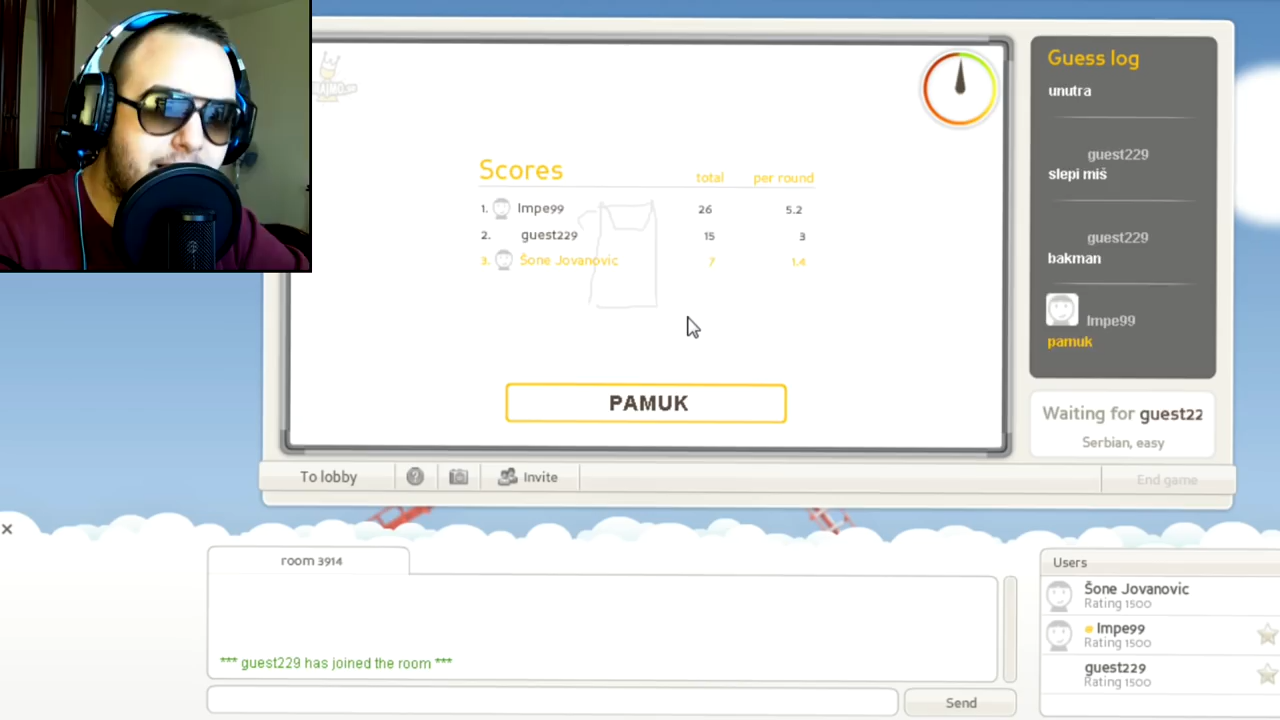 Scores total per round
1. Impe99 26 5.2
2. guest229 15 3
3. Šone Jovanovic 7 1.4
PAMUK
Guess log
unutra
guest229
slepi miš
guest229
bakman
Impe99
pamuk
Waiting for guest22
Serbian, easy
To lobby ? Invite End game
room 3914
*** guest229 has joined the room ***
Send
Users
Šone Jovanovic
Rating 1500
Impe99
Rating 1500
guest229
Rating 1500